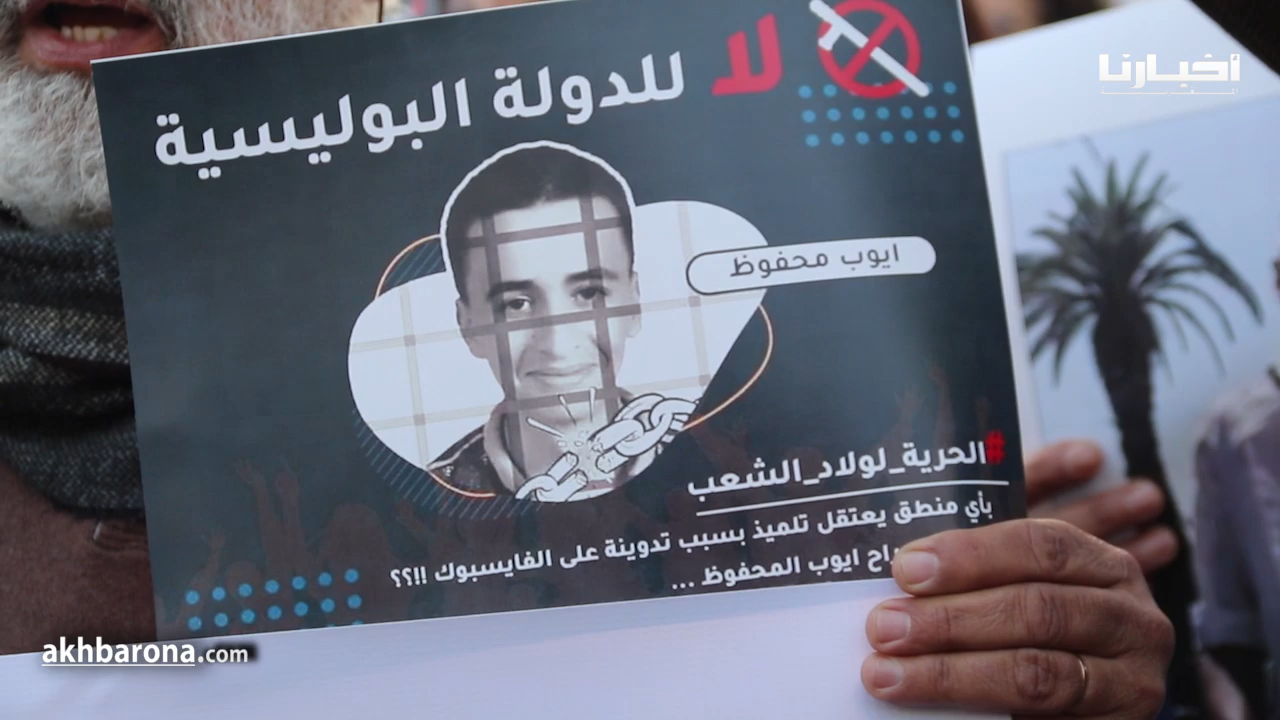 أخبارنا
لا للدولة البوليسية
ايوب محفوظ
#الحرية_لولاد_الشعب
بأي منطق يعتقل تلميذ بسبب تدوينة على الفايسبوك !!؟؟
ايوب المحفوظ ...
akhbarona.com